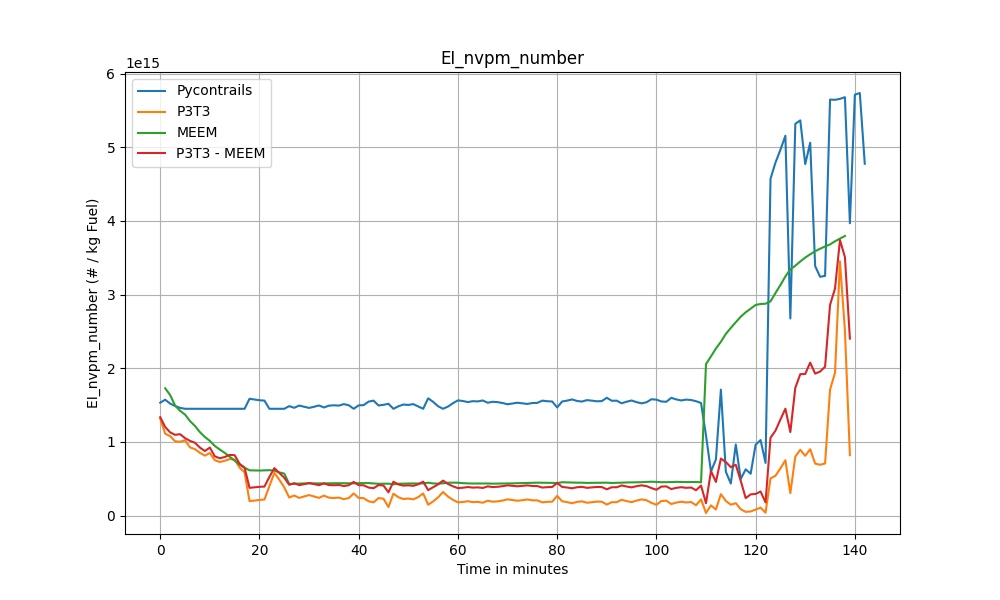 EI_nvpm_number
1e15
Pycontrails
P3T3
MEEM
P3T3 - MEEM
6
5
4
3
2
1
0
EI_nvpm_number (# / kg Fuel)
0 20 40 60 80 100 120 140
Time in minutes